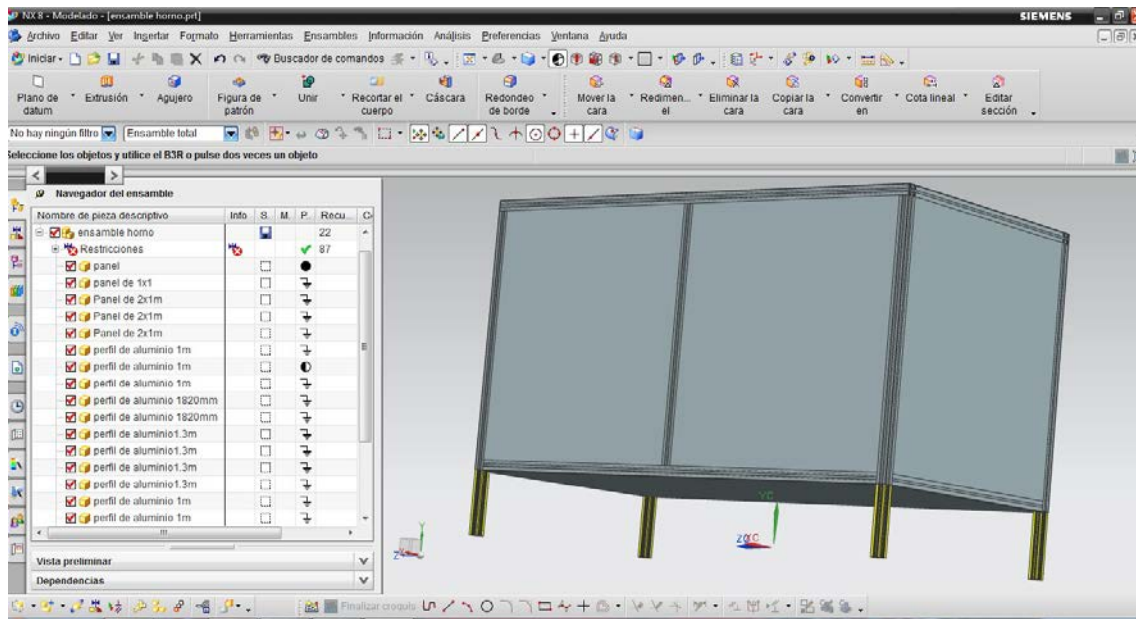 NX 8 - Modelado - [ensamble horno.prt]
SIEMENS
Archivo Editar Ver Insertar Formato Herramientas Ensambles Información Análisis Preferencias Ventana Ayuda
Iniciar Buscador de comandos
Plano de datum Extrusión Agujero Figura de patrón Unir Recortar el cuerpo Cáscara Redondeo de borde Mover la cara Redimen... el Eliminar la cara Copiar la cara Convertir en Cota lineal Editar sección
No hay ningún filtro Ensamble total
Seleccione los objetos y utilice el B3R o pulse dos veces un objeto
Navegador del ensamble
Nombre de pieza descriptivo Info S. M. P.. Recu...
ensamble horno 22
Restricciones 87
panel
panel de 1x1
Panel de 2x1m
Panel de 2x1m
Panel de 2x1m
perfil de aluminio 1m
perfil de aluminio 1m
perfil de aluminio 1m
perfil de aluminio 1820mm
perfil de aluminio 1820mm
perfil de aluminio1.3m
perfil de aluminio1.3m
perfil de aluminio1.3m
perfil de aluminio1.3m
perfil de aluminio 1m
perfil de aluminio 1m
Vista preliminar
Dependencias
YC
Y
Finalizar croquis